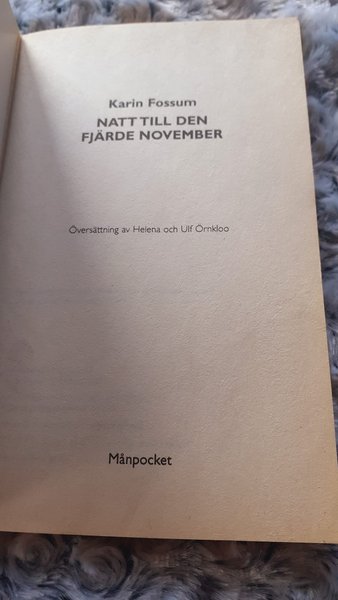 Karin Fossum
NATT TILL DEN
FJÄRDE NOVEMBER
Översättning av Helena och Ulf Örnkloo
Månpocket